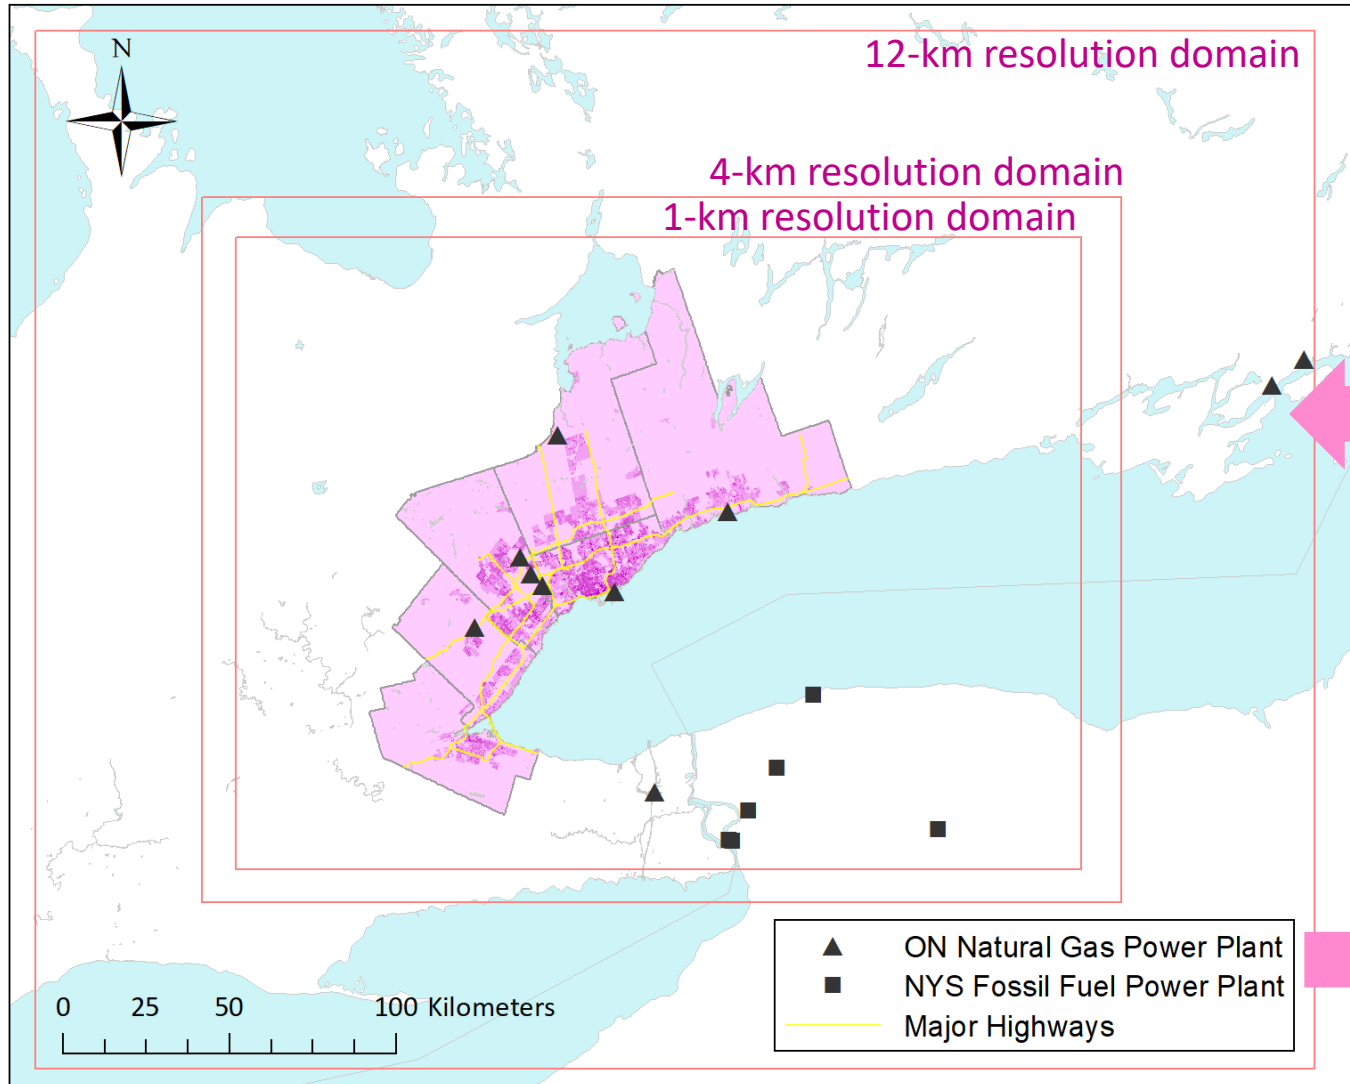 N
12-km resolution domain
4-km resolution domain
1-km resolution domain
ON Natural Gas Power Plant
NYS Fossil Fuel Power Plant
Major Highways
0 25 50 100 Kilometers